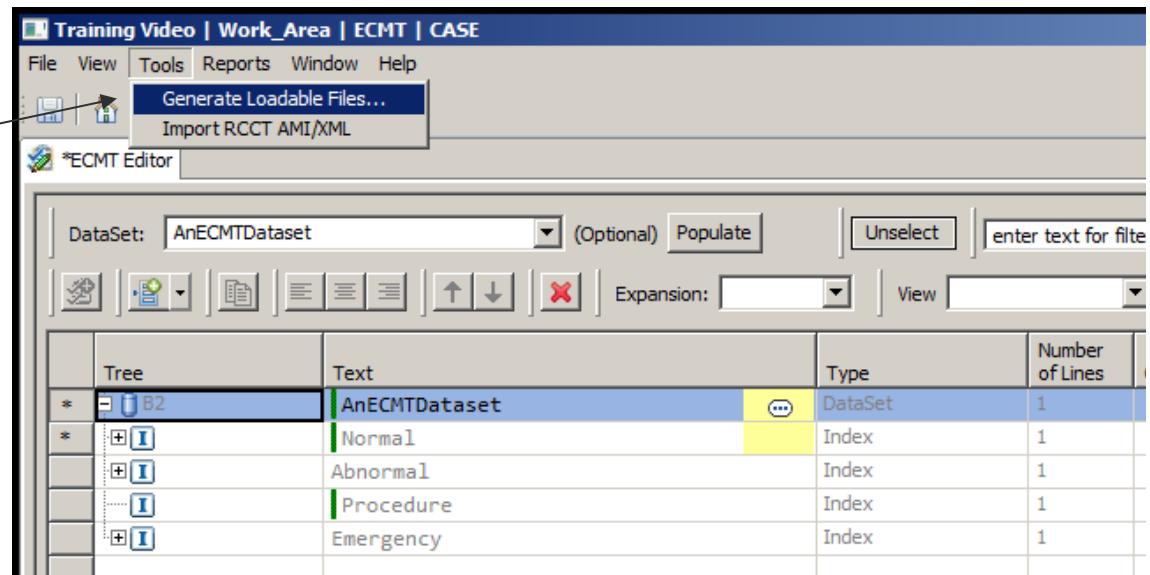 Training Video | Work_Area | ECMT | CASE
File View Tools Reports Window Help
Generate Loadable Files...
Import RCCT AMI/XML
*ECMT Editor
DataSet: AnECMTDataset (Optional) Populate Unselect enter text for filte
Expansion: View
Tree Text Type Number of Lines
* B2 AnECMTDataset DataSet 1
* I Normal Index 1
I Abnormal Index 1
I Procedure Index 1
I Emergency Index 1